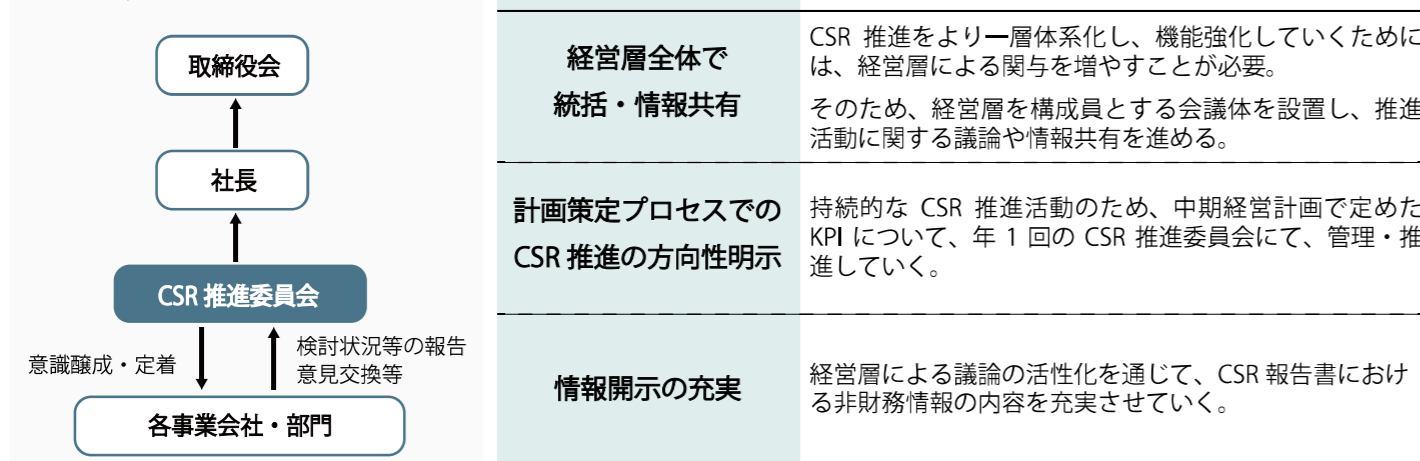 取締役会
社長
CSR 推進委員会
意識醸成・定着
検討状況等の報告
意見交換等
各事業会社・部門
経営層全体で
統括・情報共有
CSR 推進をより一層体系化し、機能強化していくために
は、経営層による関与を増やすことが必要。
そのため、経営層を構成員とする会議体を設置し、推進
活動に関する議論や情報共有を進める。
計画策定プロセスでの
CSR 推進の方向性明示
持続的な CSR 推進活動のため、中期経営計画で定めた
KPI について、年 1 回の CSR 推進委員会にて、管理・推
進していく。
情報開示の充実
経営層による議論の活性化を通じて、CSR 報告書におけ
る非財務情報の内容を充実させていく。